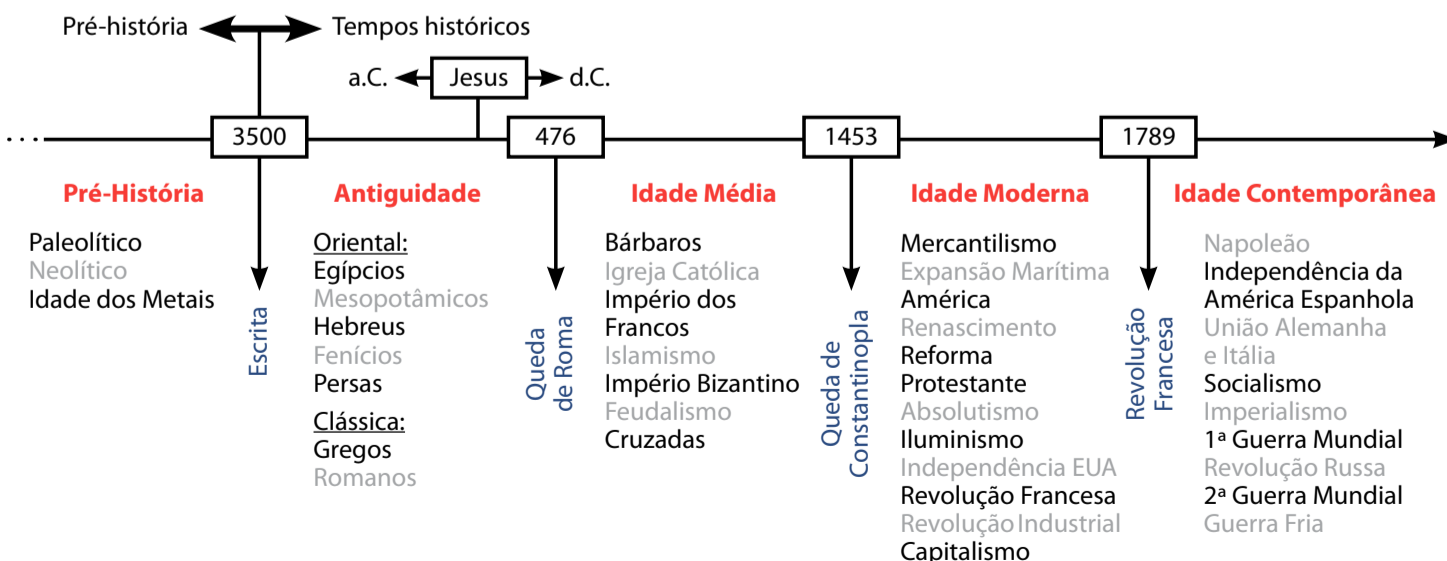 Pré-história
Tempos históricos
a.C.
Jesus
d.C.
...
3500
476
1453
1789
Pré-História
Paleolítico
Neolítico
Idade dos Metais
Escrita
Antiguidade
Oriental:
Egípcios
Mesopotâmicos
Hebreus
Fenícios
Persas
Clássica:
Gregos
Romanos
Queda
de Roma
Idade Média
Bárbaros
Igreja Católica
Império dos
Francos
Islamismo
Império Bizantino
Feudalismo
Cruzadas
Queda de
Constantinopla
Idade Moderna
Mercantilismo
Expansão Marítima
América
Renascimento
Reforma
Protestante
Absolutismo
Iluminismo
Independência EUA
Revolução Francesa
Revolução Industrial
Capitalismo
Revolução
Francesa
Idade Contemporânea
Napoleão
Independência da
América Espanhola
União Alemanha
e Itália
Socialismo
Imperialismo
1ª Guerra Mundial
Revolução Russa
2ª Guerra Mundial
Guerra Fria